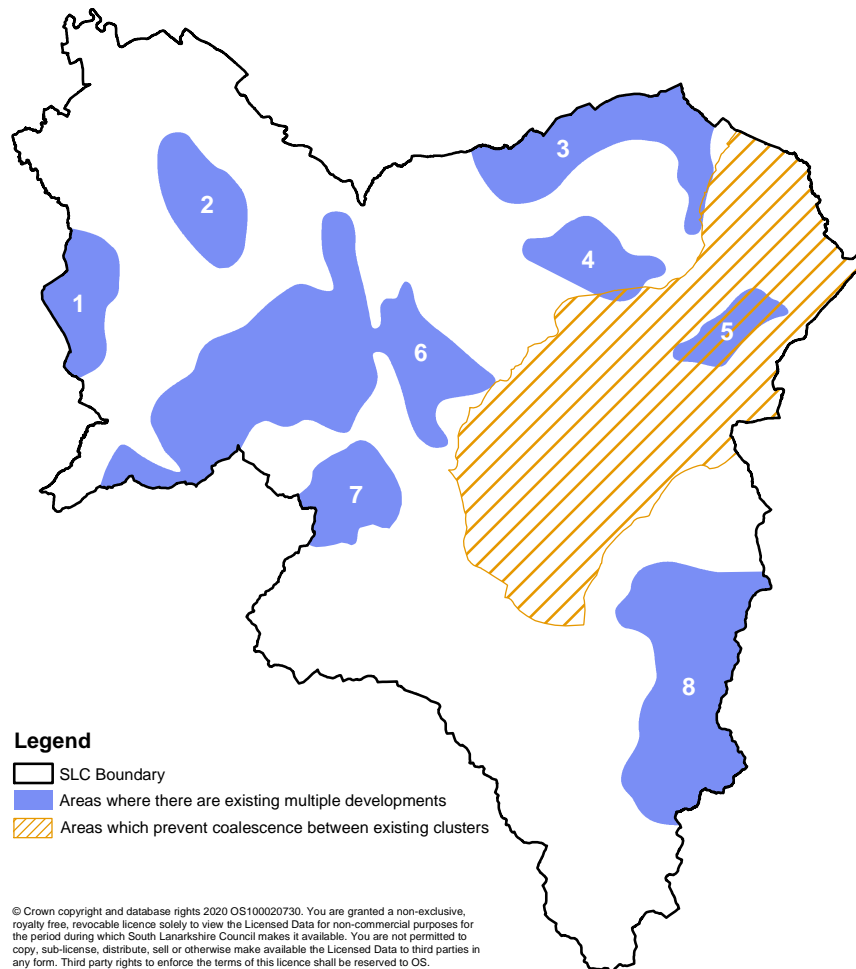 3
2
4
1
5
6
7
8
Legend
SLC Boundary
Areas where there are existing multiple developments
Areas which prevent coalescence between existing clusters
© Crown copyright and database rights 2020 OS100020730. You are granted a non-exclusive,
royalty free, revocable licence solely to view the Licensed Data for non-commercial purposes for
the period during which South Lanarkshire Council makes it available. You are not permitted to
copy, sub-license, distribute, sell or otherwise make available the Licensed Data to third parties in
any form. Third party rights to enforce the terms of this licence shall be reserved to OS.